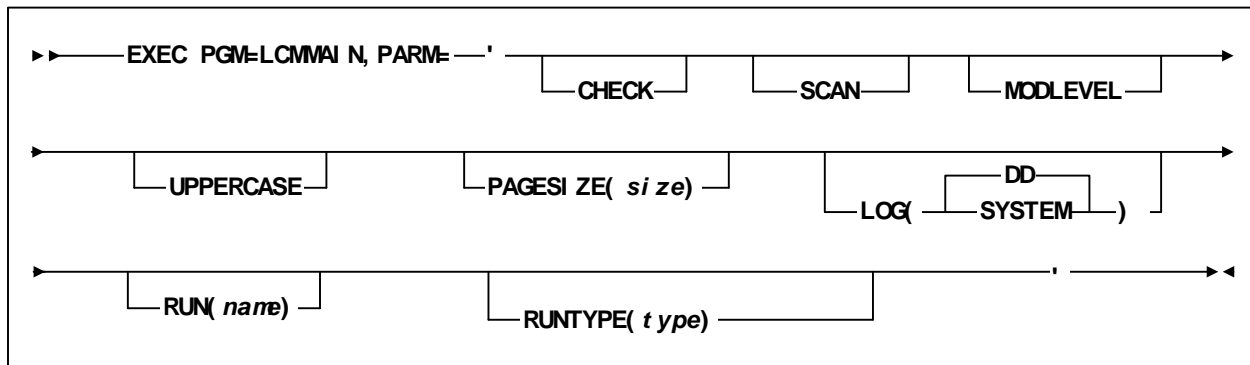 EXEC PGM=LCMMAIN, PARM= '
CHECK
SCAN
MODLEVEL
UPPERCASE
PAGESIZE( size)
LOG(
DD
SYSTEM
)
RUN( name)
RUNTYPE( type)
'